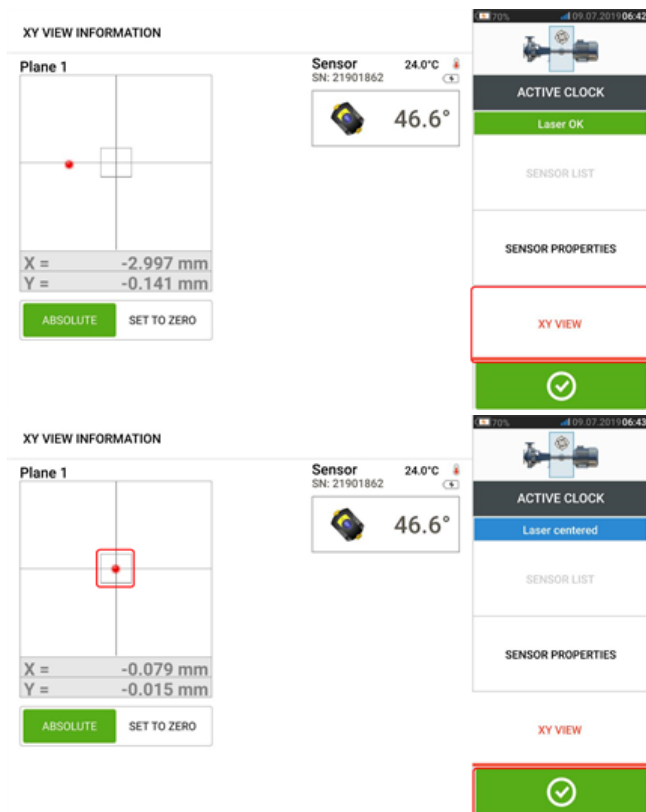 XY VIEW INFORMATION
Plane 1
X = -2.997 mm
Y = -0.141 mm
ABSOLUTE SET TO ZERO
Sensor 24.0°C
SN: 21901862
46.6°
70% 09.07.2019 06:42
ACTIVE CLOCK
Laser OK
SENSOR LIST
SENSOR PROPERTIES
XY VIEW
XY VIEW INFORMATION
Plane 1
X = -0.079 mm
Y = -0.015 mm
ABSOLUTE SET TO ZERO
Sensor 24.0°C
SN: 21901862
46.6°
70% 09.07.2019 06:43
ACTIVE CLOCK
Laser centered
SENSOR LIST
SENSOR PROPERTIES
XY VIEW